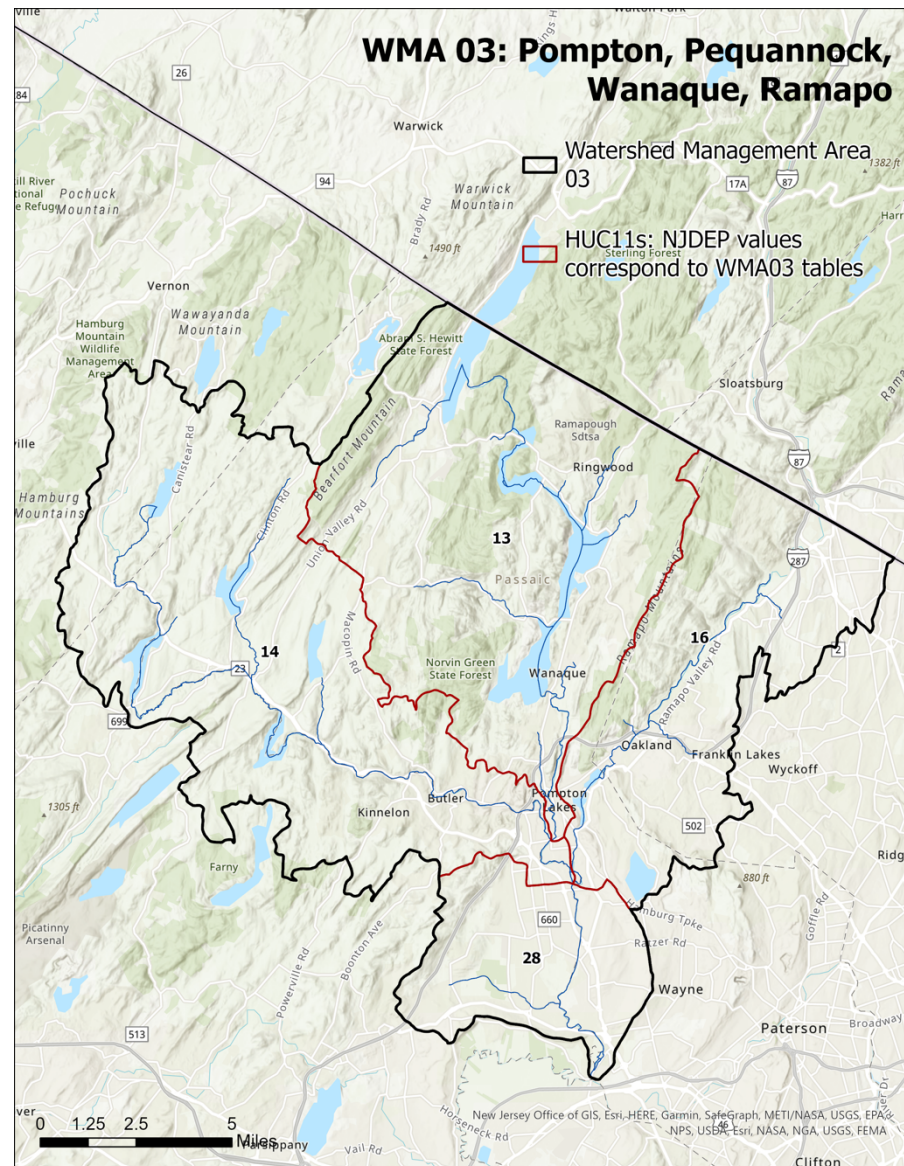 ville
Walton Park
WMA 03: Pompton, Pequannock,
Wanaque, Ramapo
26
84
Warwick
Watershed Management Area
03
1382 ft
94
17A
87
Pochuck
Mountain
Warwick
Mountain
Brady Rd
1490 ft
HUC11s: NJDEP values
correspond to WMA03 tables
Sterling Forest
Vernon
Wawayanda
Mountain
Hamburg
Mountain
Wildlife
Management
Area
Abram S. Hewitt
State Forest
Sloatsburg
Bearfort Mountain
Ramapough
Sdtsa
Ringwood
87
ville
Canistear Rd
Hamburg
Mountains
Clinton Rd
Union Valley Rd
13
Passaic
287
Ramapo Mountains
Macopin Rd
16
2
14
23
Norvin Green
State Forest
Wanaque
Ramapo Valley Rd
699
Oakland
Franklin Lakes
Wyckoff
1305 ft
Butler
Kinnelon
Pompton
Lakes
502
Ridg
Farny
880 ft
Hamburg Tpke
Goffle Rd
Picatinny
Arsenal
660
Ratzer Rd
Boonton Ave
28
Powerville Rd
Wayne
513
Paterson
Broadway
0 1.25 2.5 5
Miles
Parsippany
Vail Rd
Horseneck Rd
46
Clifton
New Jersey Office of GIS, Esri, HERE, Garmin, SafeGraph, METI/NASA, USGS, EPA,
NPS, USDA, Esri, NASA, NGA, USGS, FEMA